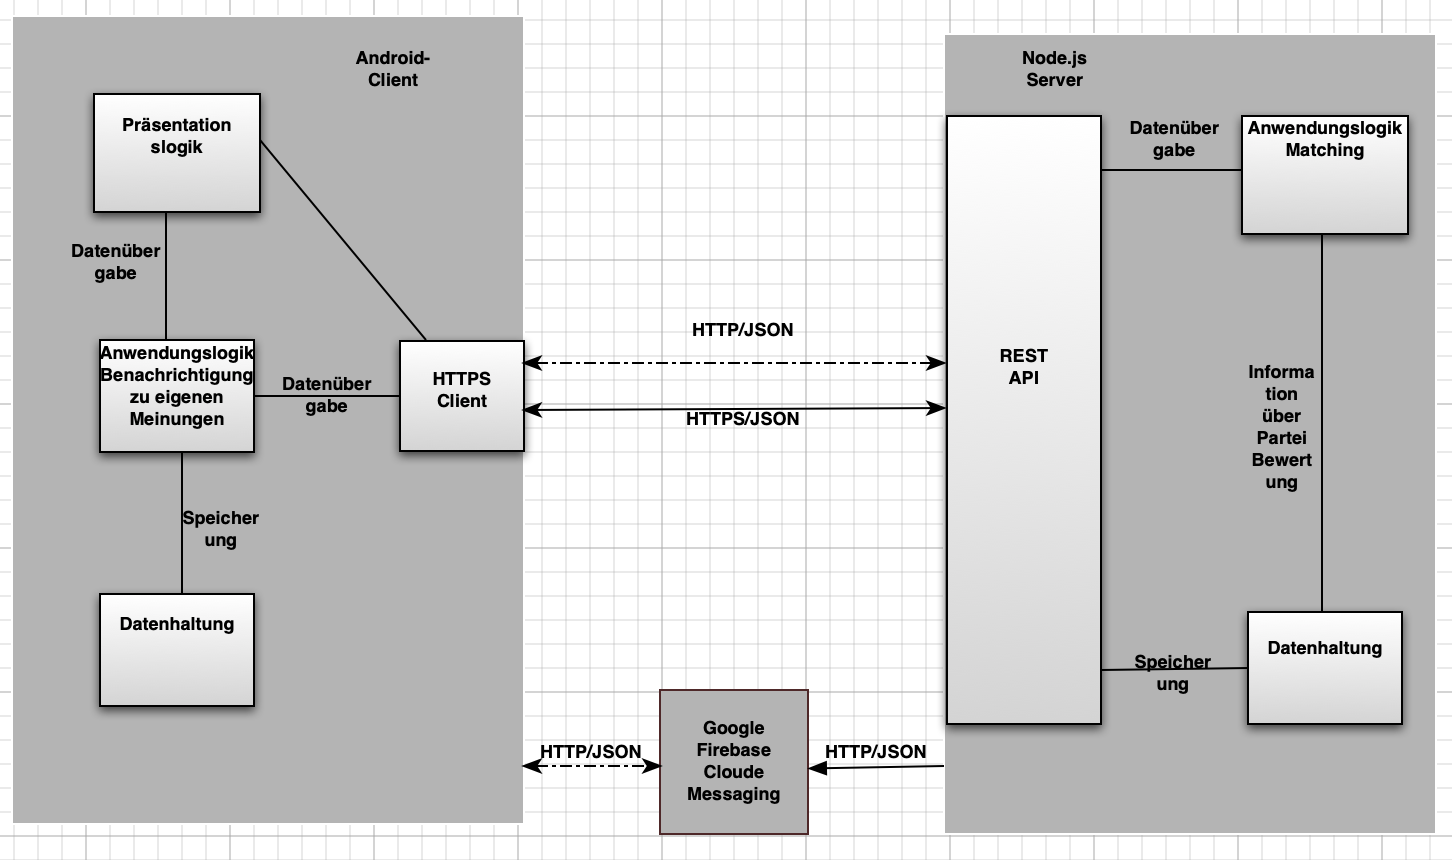 Android-
Client
Präsentation
slogik
Datenüber
gabe
Anwendungslogik
Benachrichtigung
zu eigenen
Meinungen
Datenüber
gabe
HTTPS
Client
Speicher
ung
Datenhaltung
HTTP/JSON
HTTPS/JSON
HTTP/JSON
Google
Firebase
Cloude
Messaging
HTTP/JSON
Node.js
Server
REST
API
Datenüber
gabe
Anwendungslogik
Matching
Informa
tion
über
Partei
Bewert
ung
Speicher
ung
Datenhaltung